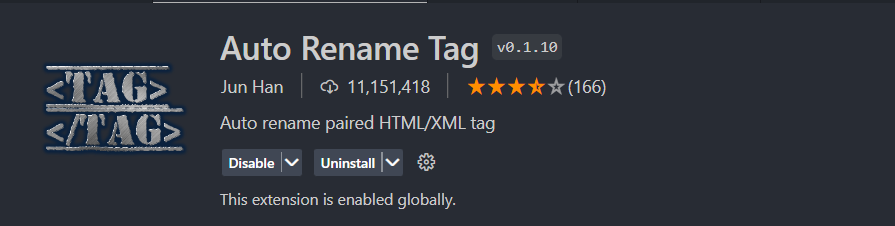 <TAG>
</TAG>
Auto Rename Tag v0.1.10
Jun Han 11,151,418 (166)
Auto rename paired HTML/XML tag
Disable Uninstall
This extension is enabled globally.